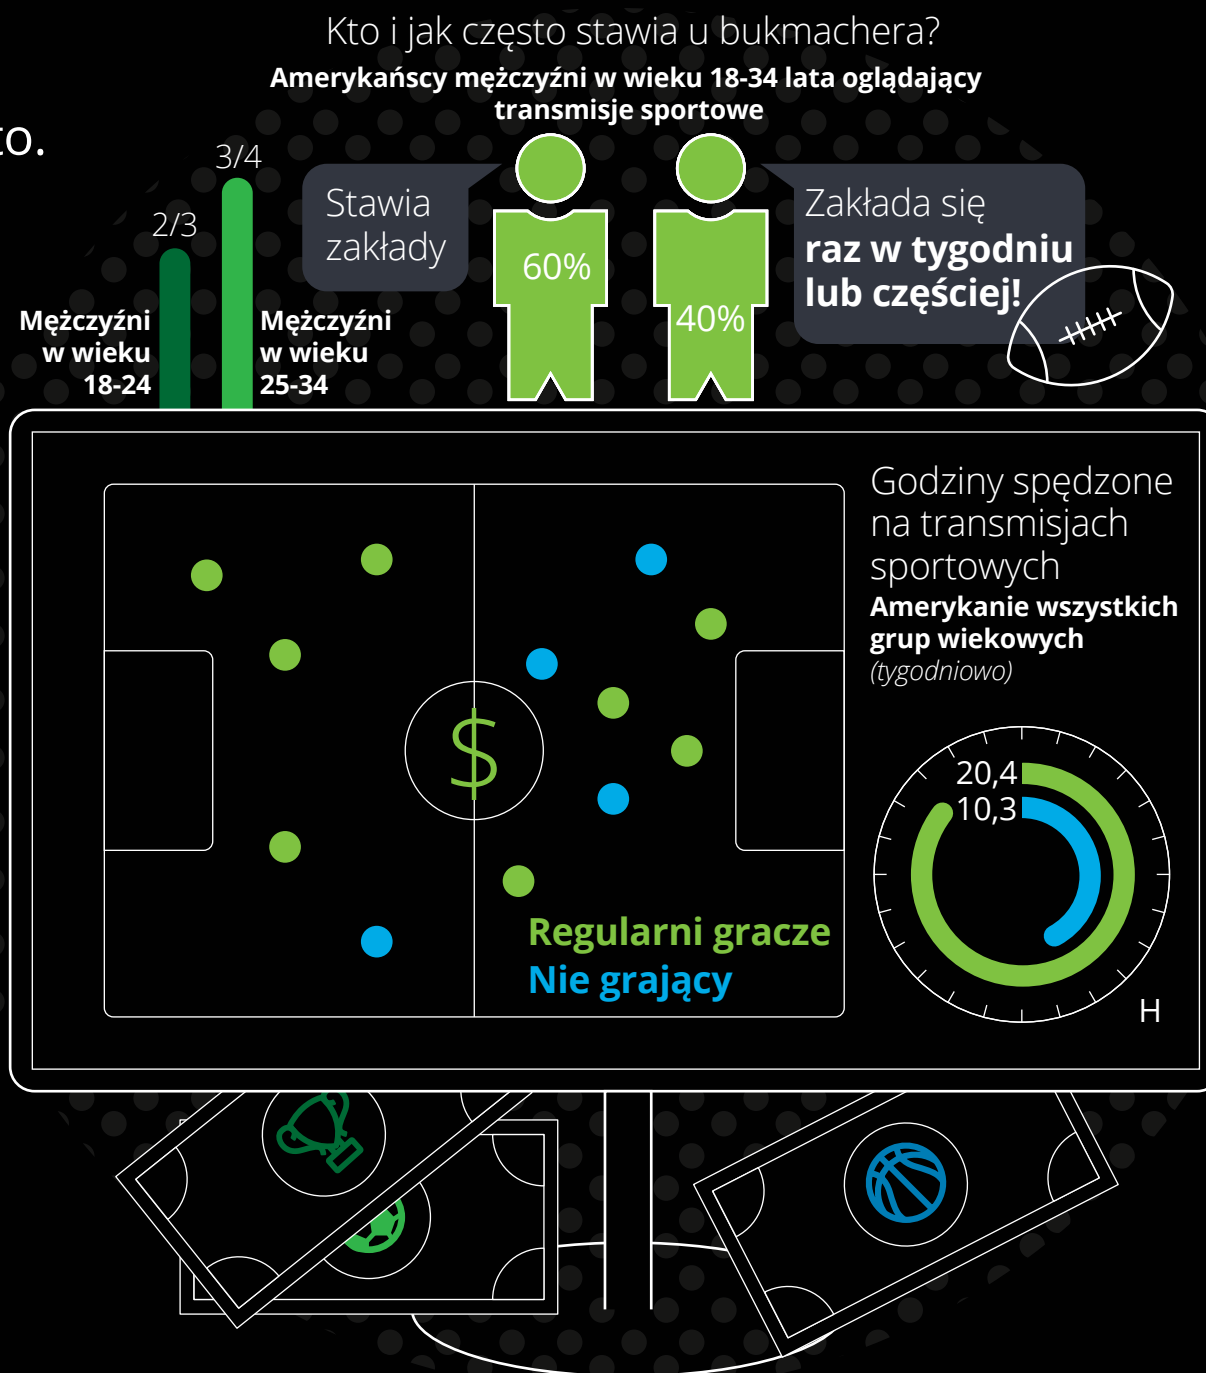 Kto i jak często stawia u bukmachera?
Amerykańscy mężczyźni w wieku 18-34 lata oglądający
transmisje sportowe
to.
2/3
3/4
Mężczyźni
w wieku
18-24
Mężczyźni
w wieku
25-34
Stawia
zakłady
60%
40%
Zakłada się
raz w tygodniu
lub częściej!
Godziny spędzone
na transmisjach
sportowych
Amerykanie wszystkich
grup wiekowych
(tygodniowo)
$
20,4
10,3
H
Regularni gracze
Nie grający